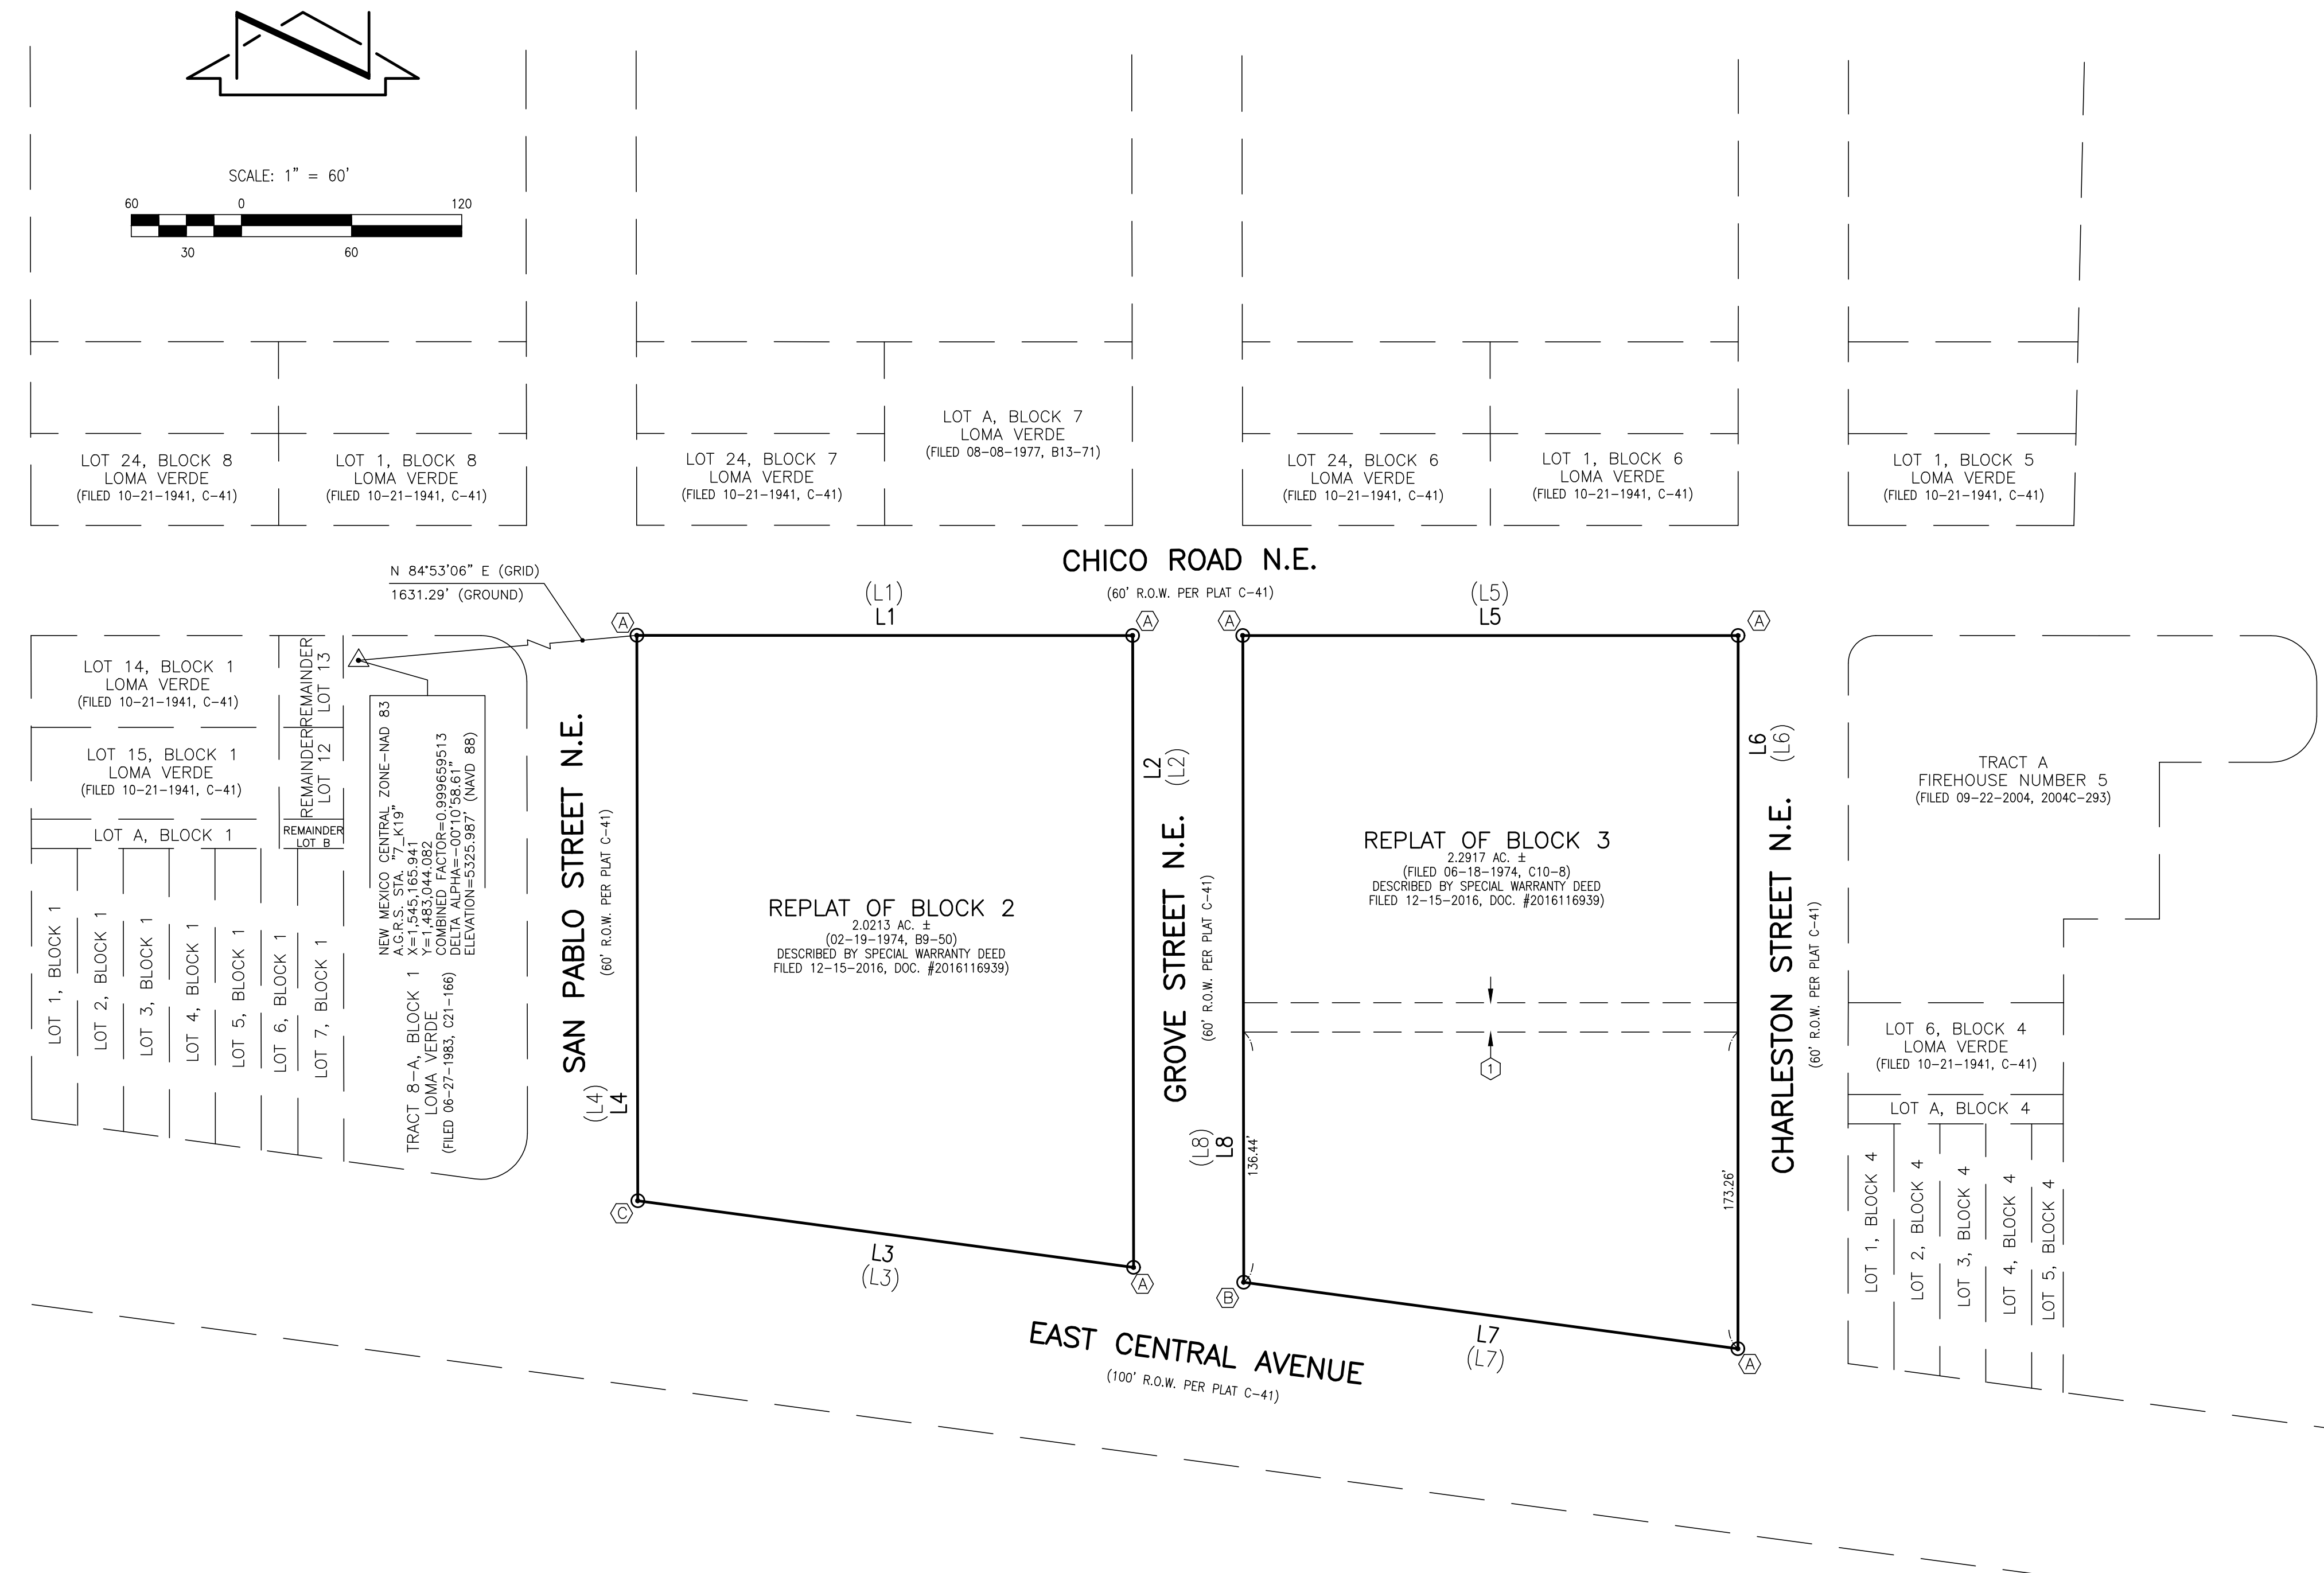 SCALE: 1" = 60'
60 0 120
30 60
LOT 24, BLOCK 8
LOMA VERDE
(FILED 10-21-1941, C-41)
LOT 1, BLOCK 8
LOMA VERDE
(FILED 10-21-1941, C-41)
LOT 24, BLOCK 7
LOMA VERDE
(FILED 10-21-1941, C-41)
LOT A, BLOCK 7
LOMA VERDE
(FILED 08-08-1977, B13-71)
LOT 24, BLOCK 6
LOMA VERDE
(FILED 10-21-1941, C-41)
LOT 1, BLOCK 6
LOMA VERDE
(FILED 10-21-1941, C-41)
LOT 1, BLOCK 5
LOMA VERDE
(FILED 10-21-1941, C-41)
CHICO ROAD N.E.
(60' R.O.W. PER PLAT C-41)
N 84°53'06" E (GRID)
1631.29' (GROUND)
(L1)
L1
(L5)
L5
A
A
A
A
LOT 14, BLOCK 1
LOMA VERDE
(FILED 10-21-1941, C-41)
REMAINDER
LOT 13
LOT 15, BLOCK 1
LOMA VERDE
(FILED 10-21-1941, C-41)
REMAINDER
LOT 12
LOT A, BLOCK 1
REMAINDER
LOT B
LOT 1, BLOCK 1
LOT 2, BLOCK 1
LOT 3, BLOCK 1
LOT 4, BLOCK 1
LOT 5, BLOCK 1
LOT 6, BLOCK 1
LOT 7, BLOCK 1
NEW MEXICO CENTRAL ZONE-NAD 83
A.G.R.S. STA. "7_K19"
X=1,545,165.941
Y=1,483,044.082
COMBINED FACTOR=0.9996595513
DELTA ALPHA=-00°10'58.61"
ELEVATION=5325.987' (NAVD 88)
TRACT 8-A, BLOCK 1
LOMA VERDE
(FILED 06-27-1983, C21-166)
SAN PABLO STREET N.E.
(60' R.O.W. PER PLAT C-41)
(L4)
L4
C
REPLAT OF BLOCK 2
2.0213 AC. ±
(02-19-1974, B9-50)
DESCRIBED BY SPECIAL WARRANTY DEED
FILED 12-15-2016, DOC. #2016116939)
L3
(L3)
A
L2
(L2)
GROVE STREET N.E.
(60' R.O.W. PER PLAT C-41)
(L8)
L8
136.44'
B
REPLAT OF BLOCK 3
2.2917 AC. ±
(FILED 06-18-1974, C10-8)
DESCRIBED BY SPECIAL WARRANTY DEED
FILED 12-15-2016, DOC. #2016116939)
1
173.26'
L7
(L7)
A
L6
(L6)
CHARLESTON STREET N.E.
(60' R.O.W. PER PLAT C-41)
TRACT A
FIREHOUSE NUMBER 5
(FILED 09-22-2004, 2004C-293)
LOT 6, BLOCK 4
LOMA VERDE
(FILED 10-21-1941, C-41)
LOT A, BLOCK 4
LOT 1, BLOCK 4
LOT 2, BLOCK 4
LOT 3, BLOCK 4
LOT 4, BLOCK 4
LOT 5, BLOCK 4
EAST CENTRAL AVENUE
(100' R.O.W. PER PLAT C-41)